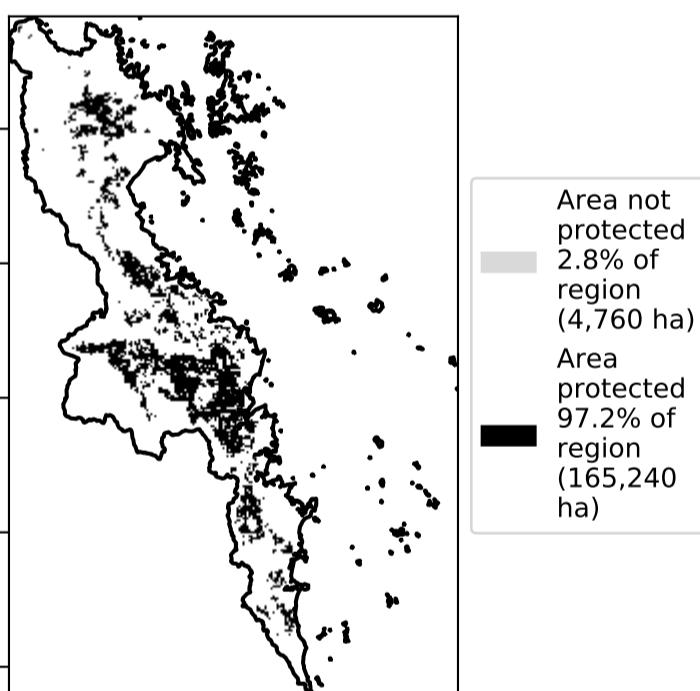 Area not
protected
2.8% of
region
(4,760 ha)
Area
protected
97.2% of
region
(165,240
ha)